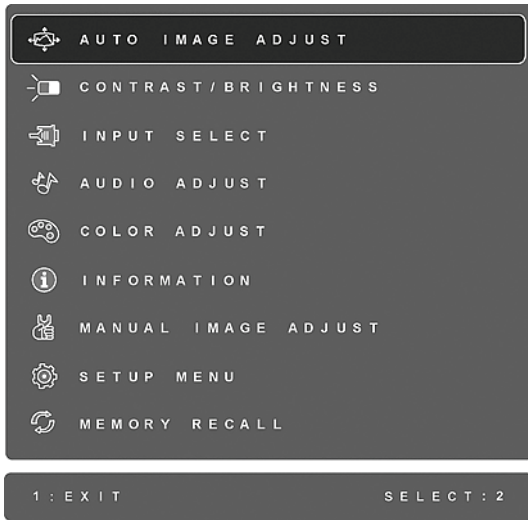 AUTO IMAGE ADJUST
CONTRAST/BRIGHTNESS
INPUT SELECT
AUDIO ADJUST
COLOR ADJUST
INFORMATION
MANUAL IMAGE ADJUST
SETUP MENU
MEMORY RECALL
1:EXIT SELECT:2